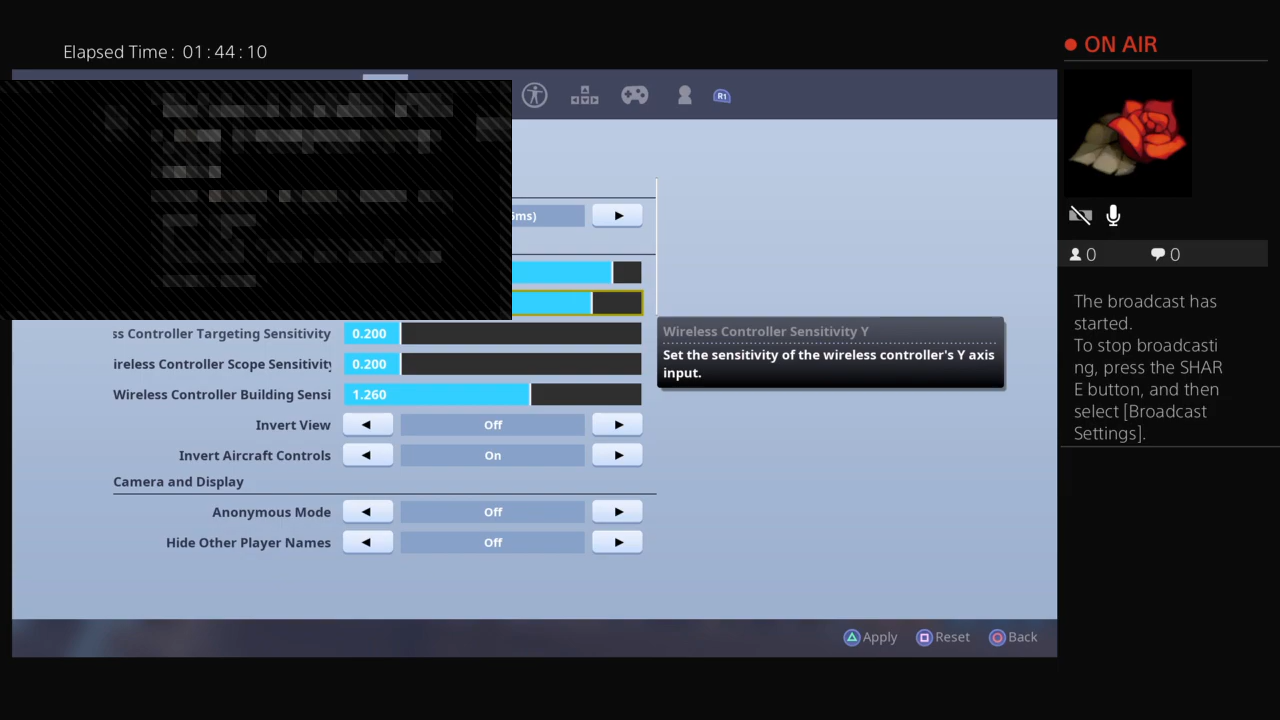 Elapsed Time: 01:44:10
ON AIR
R1
ms)
ss Controller Targeting Sensitivity 0.200
ireless Controller Scope Sensitivity 0.200
Wireless Controller Building Sensi 1.260
Invert View Off
Invert Aircraft Controls On
Camera and Display
Anonymous Mode Off
Hide Other Player Names Off
Wireless Controller Sensitivity Y
Set the sensitivity of the wireless controller's Y axis
input.
Apply Reset Back
0 0
The broadcast has
started.
To stop broadcasti
ng, press the SHAR
E button, and then
select [Broadcast
Settings].